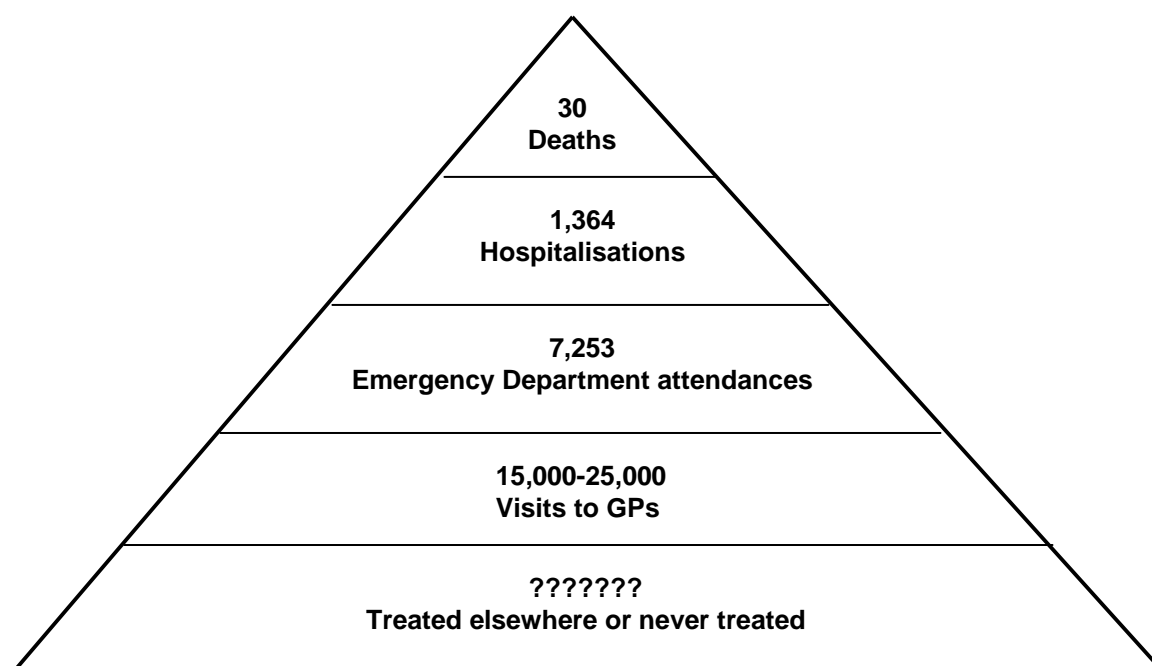 30
Deaths
1,364
Hospitalisations
7,253
Emergency Department attendances
15,000-25,000
Visits to GPs
???????
Treated elsewhere or never treated